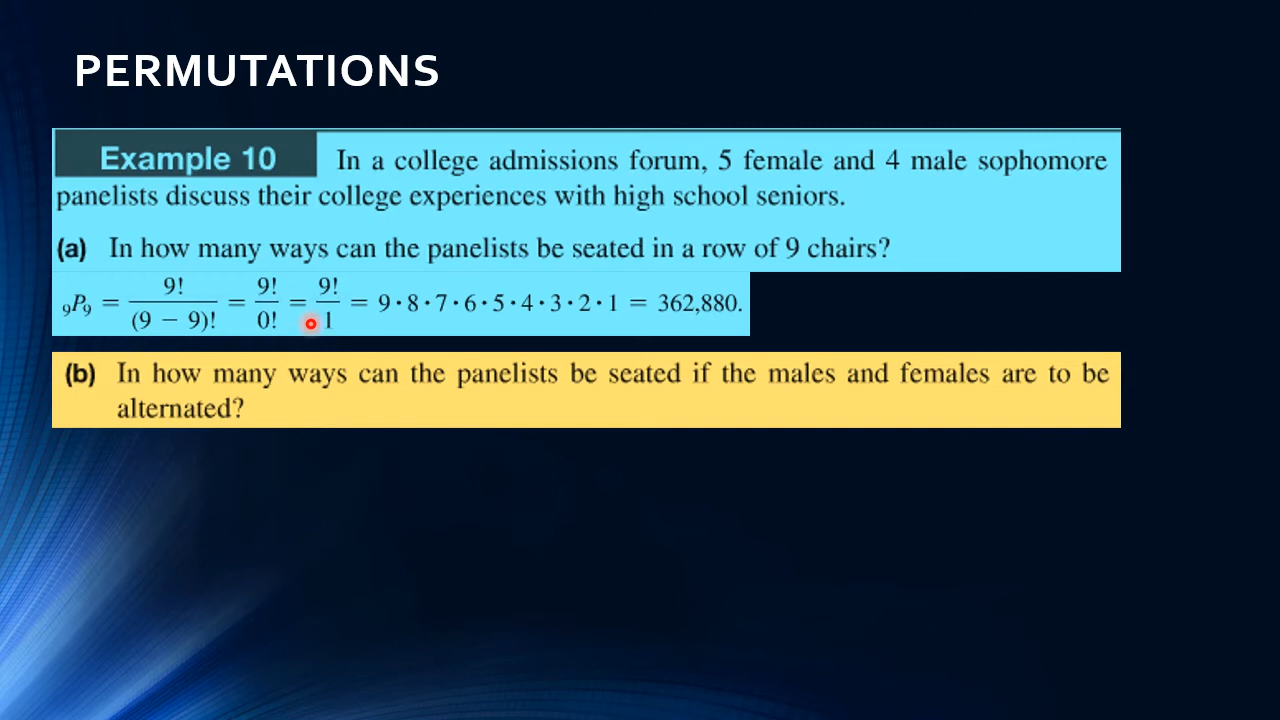 PERMUTATIONS
Example 10 In a college admissions forum, 5 female and 4 male sophomore
panelists discuss their college experiences with high school seniors.
(a) In how many ways can the panelists be seated in a row of 9 chairs?
₉P₉ = 9!/(9 − 9)! = 9!/0! = 9!/1 = 9 · 8 · 7 · 6 · 5 · 4 · 3 · 2 · 1 = 362,880.
(b) In how many ways can the panelists be seated if the males and females are to be
alternated?